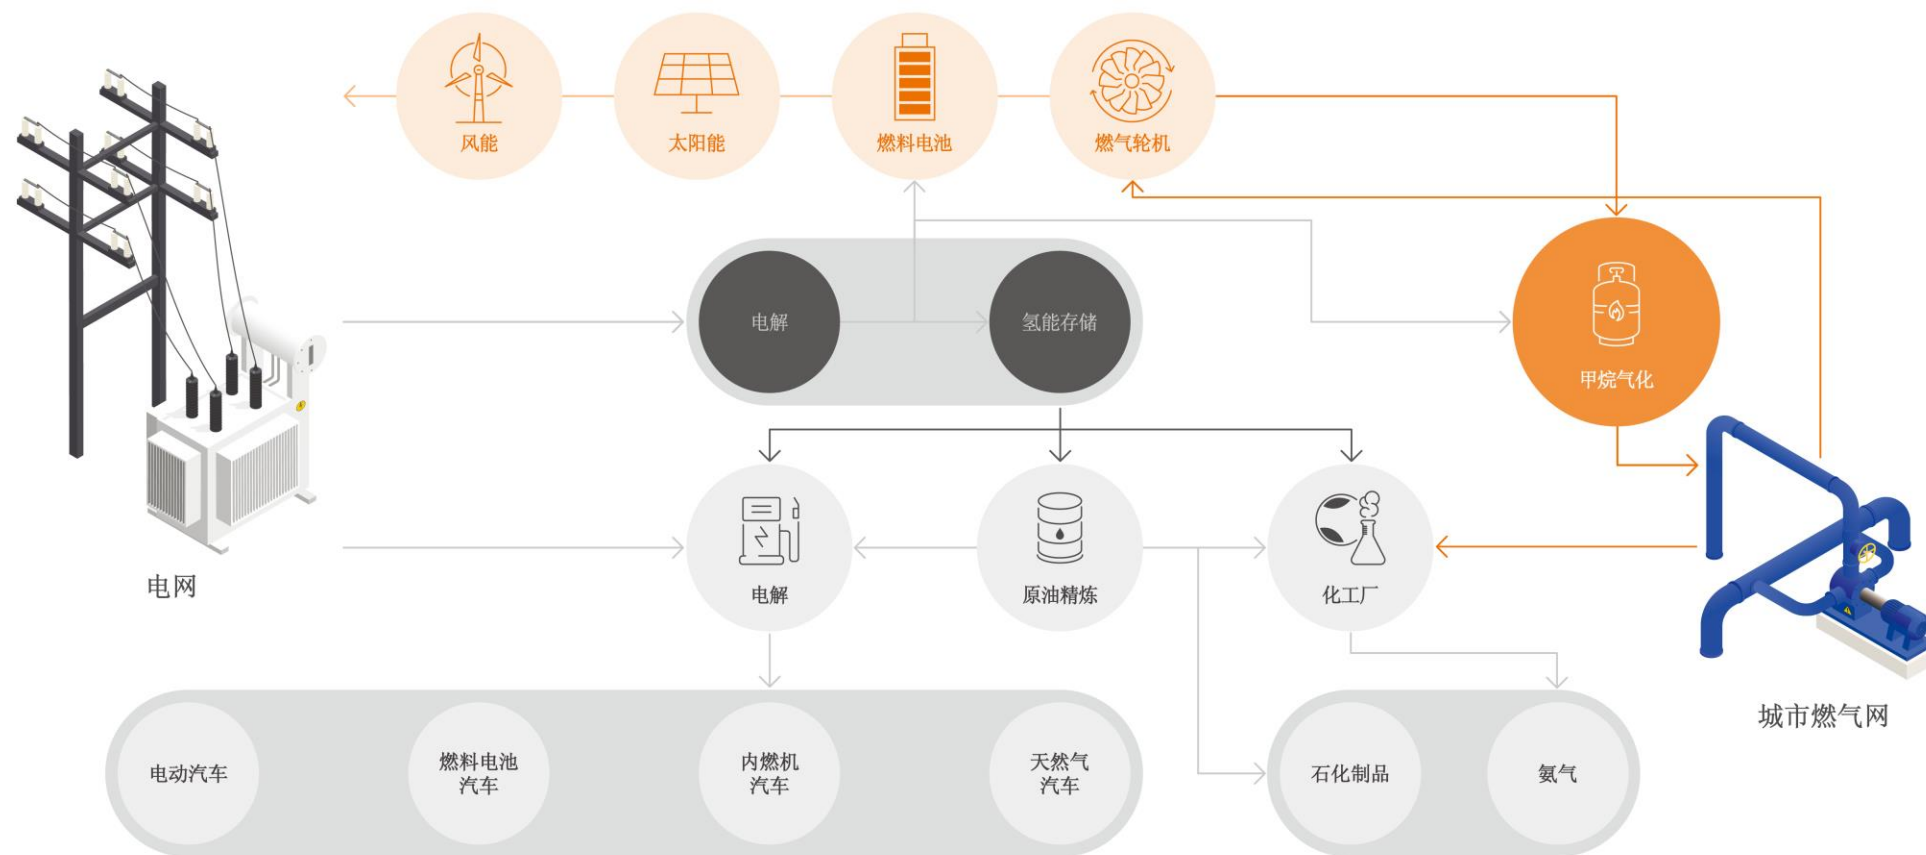 风能
太阳能
燃料电池
燃气轮机
电解
氢能存储
甲烷气化
电网
电解
原油精炼
化工厂
城市燃气网
电动汽车
燃料电池
汽车
内燃机
汽车
天然气
汽车
石化制品
氨气